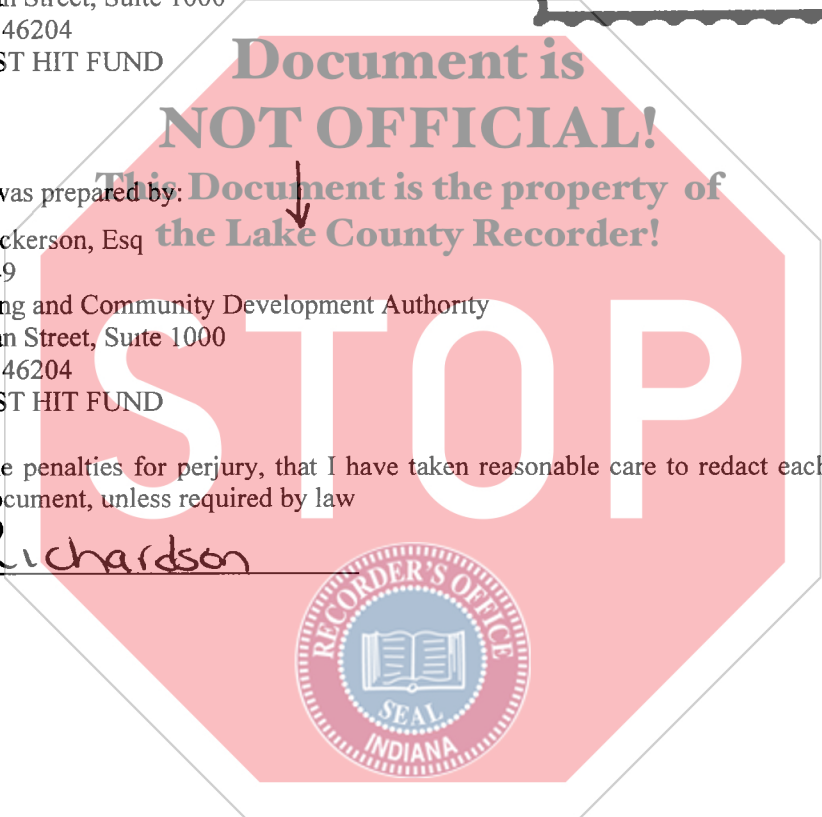 n Street, Suite 1000
46204
ST HIT FUND
Document is
NOT OFFICIAL!
This Document is the property of
the Lake County Recorder!
was prepared by:
ckerson, Esq
9
ng and Community Development Authority
n Street, Suite 1000
46204
ST HIT FUND
STOP
e penalties for perjury, that I have taken reasonable care to redact each
ocument, unless required by law
Richardson
RECORDER'S OFFICE
SEAL
INDIANA